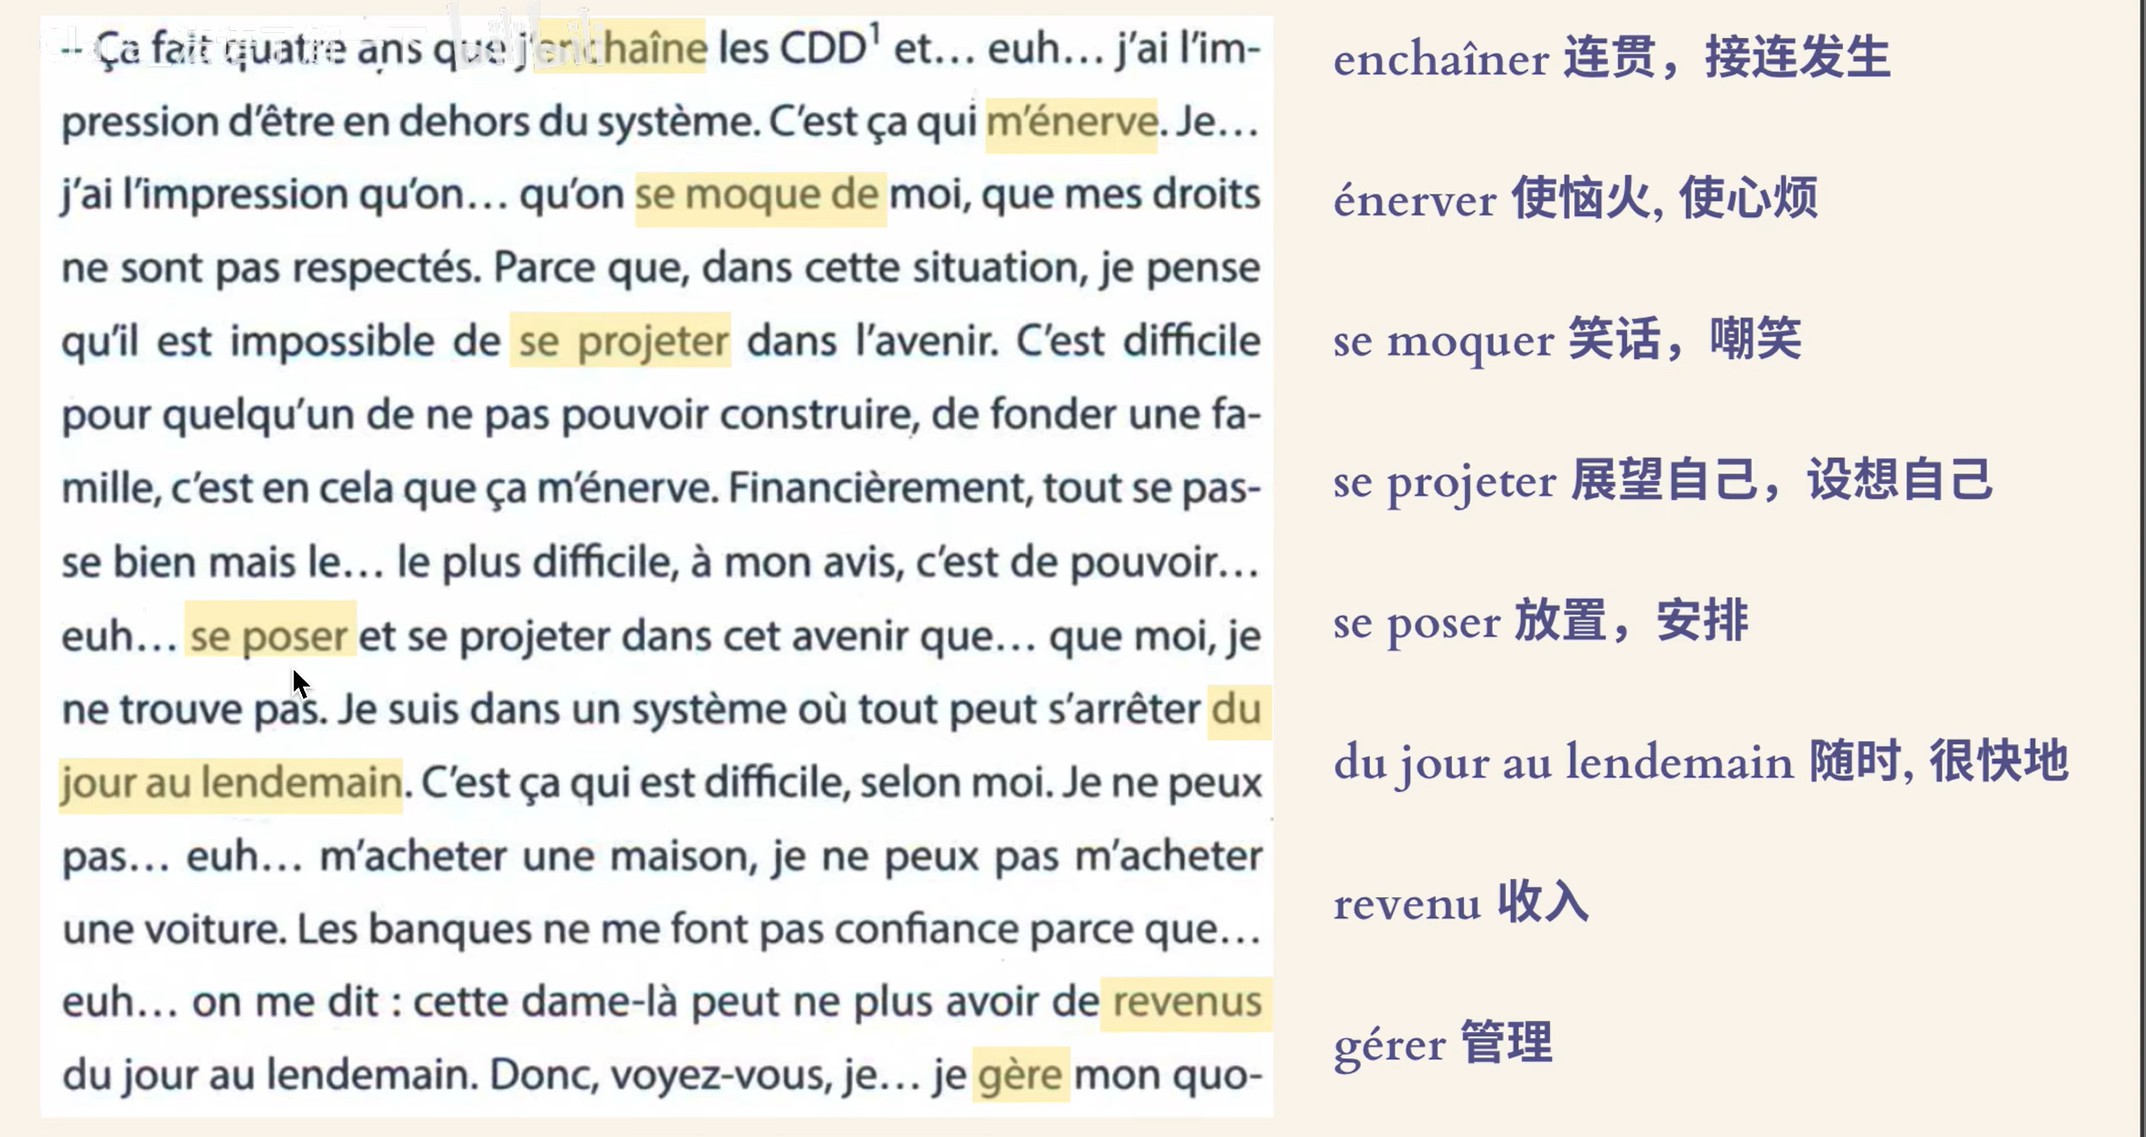 – Ça fait quatre ans que j'enchaîne les CDD¹ et… euh… j'ai l'im-
pression d'être en dehors du système. C'est ça qui m'énerve. Je…
j'ai l'impression qu'on… qu'on se moque de moi, que mes droits
ne sont pas respectés. Parce que, dans cette situation, je pense
qu'il est impossible de se projeter dans l'avenir. C'est difficile
pour quelqu'un de ne pas pouvoir construire, de fonder une fa-
mille, c'est en cela que ça m'énerve. Financièrement, tout se pas-
se bien mais le… le plus difficile, à mon avis, c'est de pouvoir…
euh… se poser et se projeter dans cet avenir que… que moi, je
ne trouve pas. Je suis dans un système où tout peut s'arrêter du
jour au lendemain. C'est ça qui est difficile, selon moi. Je ne peux
pas… euh… m'acheter une maison, je ne peux pas m'acheter
une voiture. Les banques ne me font pas confiance parce que…
euh… on me dit : cette dame-là peut ne plus avoir de revenus
du jour au lendemain. Donc, voyez-vous, je… je gère mon quo-
enchaîner 连贯，接连发生
énerver 使恼火, 使心烦
se moquer 笑话，嘲笑
se projeter 展望自己，设想自己
se poser 放置，安排
du jour au lendemain 随时, 很快地
revenu 收入
gérer 管理